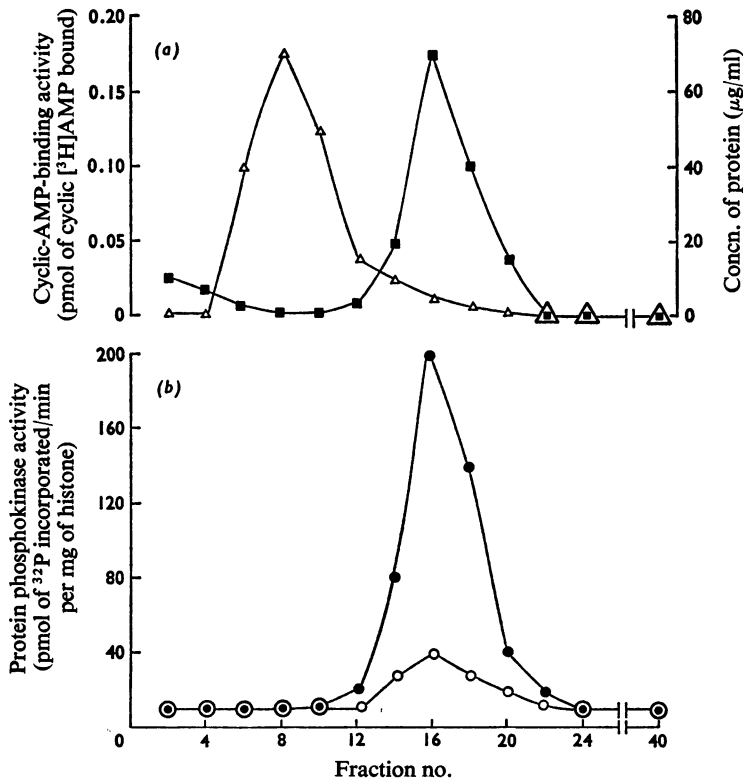 0.20
0.15
0.10
0.05
0
(a)
80
60
40
20
0
Cyclic-AMP-binding activity
(pmol of cyclic [³H]AMP bound)
Concn. of protein (μg/ml)
200
160
120
80
40
0
(b)
Protein phosphokinase activity
(pmol of ³²P incorporated/min
per mg of histone)
4 8 12 16 20 24 40
Fraction no.